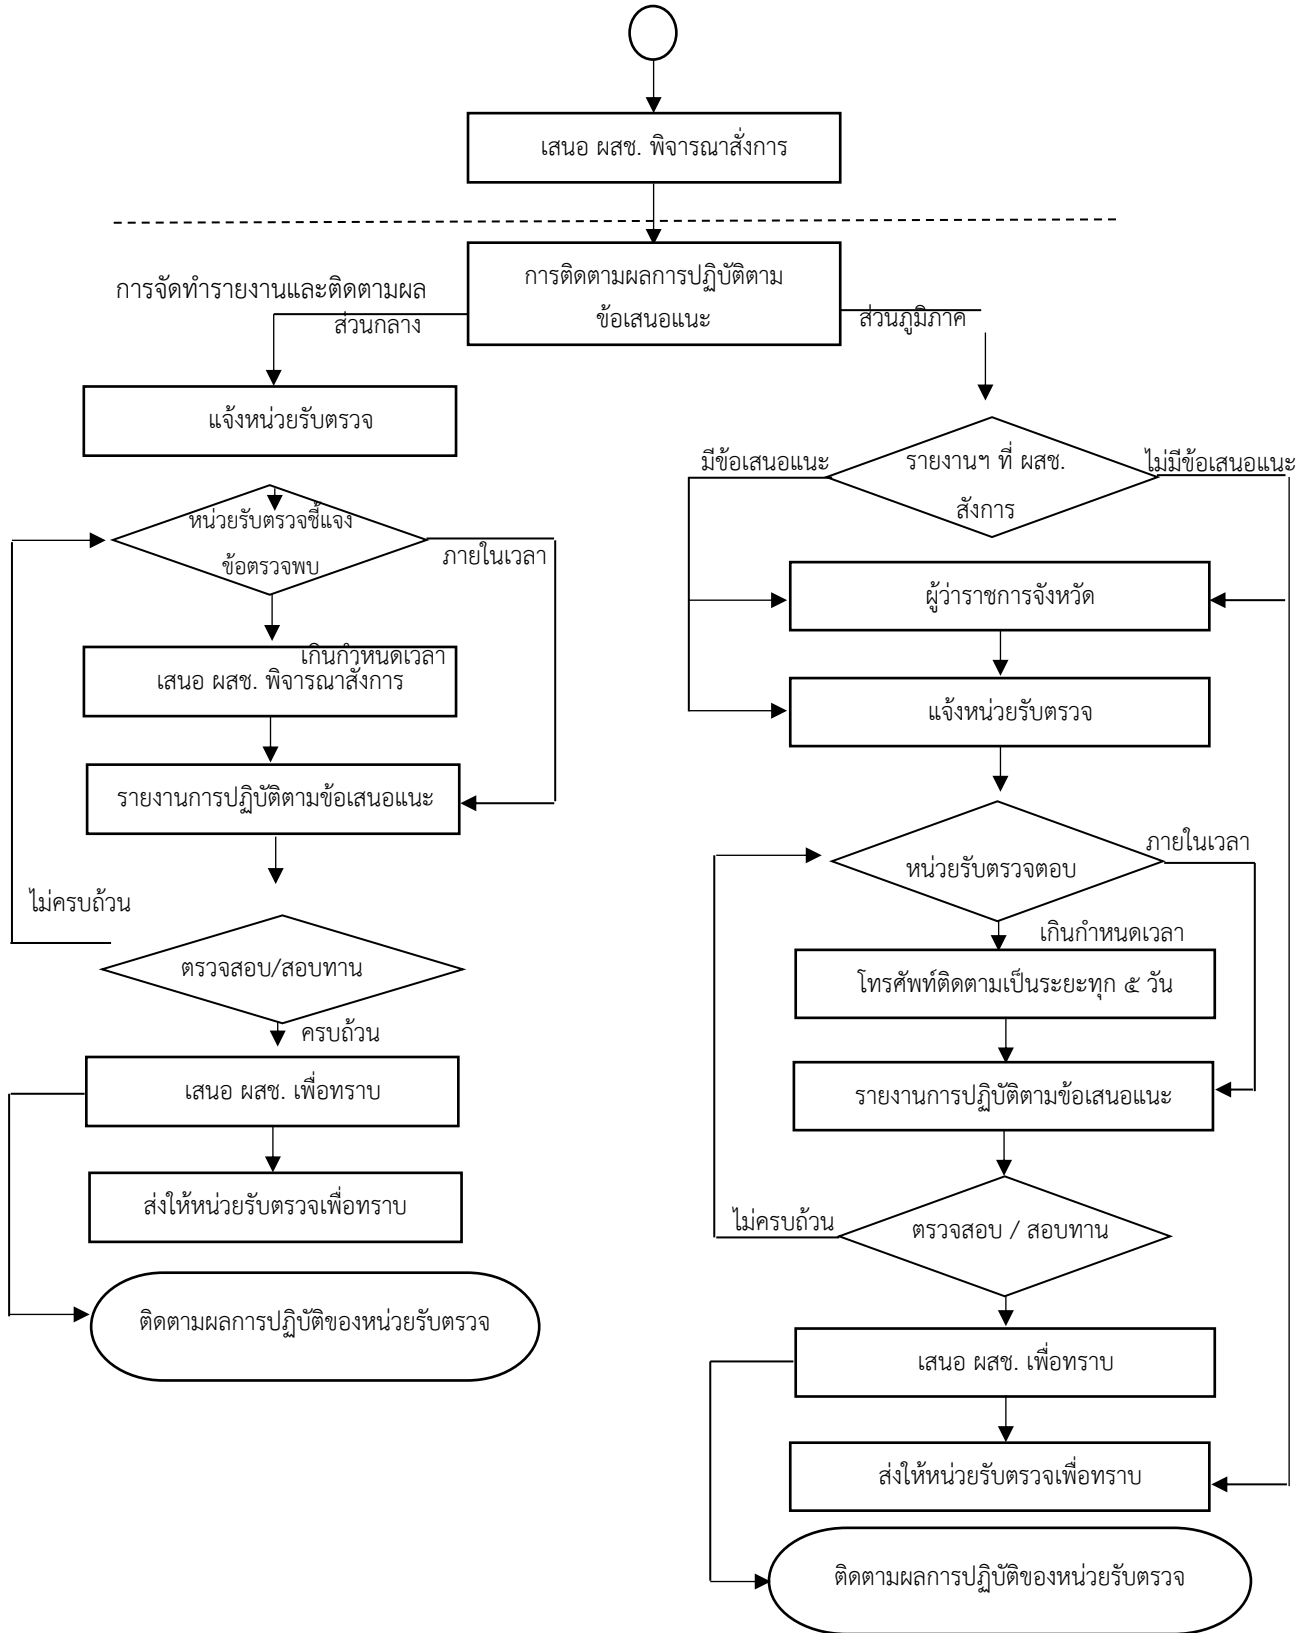 เสนอ ผสช. พิจารณาสั่งการ
การจัดทำรายงานและติดตามผล
การติดตามผลการปฏิบัติตาม
ข้อเสนอแนะ
ส่วนกลาง
ส่วนภูมิภาค
แจ้งหน่วยรับตรวจ
หน่วยรับตรวจชี้แจง
ข้อตรวจพบ
ภายในเวลา
เกินกำหนดเวลา
เสนอ ผสช. พิจารณาสั่งการ
รายงานการปฏิบัติตามข้อเสนอแนะ
ไม่ครบถ้วน
ตรวจสอบ/สอบทาน
ครบถ้วน
เสนอ ผสช. เพื่อทราบ
ส่งให้หน่วยรับตรวจเพื่อทราบ
ติดตามผลการปฏิบัติของหน่วยรับตรวจ
มีข้อเสนอแนะ
รายงานฯ ที่ ผสช.
สังการ
ไม่มีข้อเสนอแนะ
ผู้ว่าราชการจังหวัด
แจ้งหน่วยรับตรวจ
หน่วยรับตรวจตอบ
ภายในเวลา
เกินกำหนดเวลา
โทรศัพท์ติดตามเป็นระยะทุก ๕ วัน
รายงานการปฏิบัติตามข้อเสนอแนะ
ไม่ครบถ้วน
ตรวจสอบ / สอบทาน
เสนอ ผสช. เพื่อทราบ
ส่งให้หน่วยรับตรวจเพื่อทราบ
ติดตามผลการปฏิบัติของหน่วยรับตรวจ